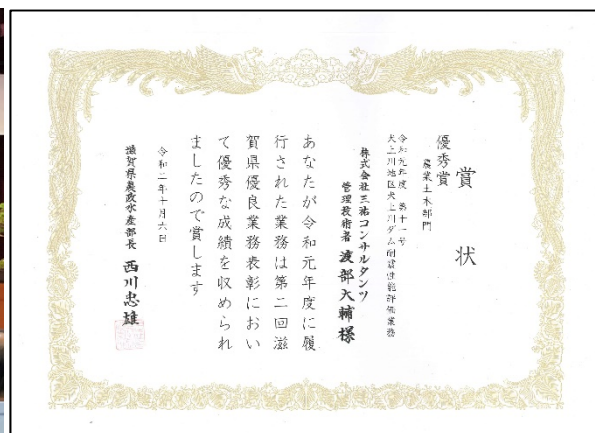 賞状
優秀賞
農業土木部門
令和元年度 第十一号
犬上川地区犬上川ダム耐震性能評価業務
株式会社三祐コンサルタンツ
管理技術者 渡部大輔様
あなたが令和元年度に履
行された業務は第二回滋
賀県優良業務表彰におい
て優秀な成績を収められ
ましたので賞します
令和二年十月六日
滋賀県農政水産部長 西川忠雄